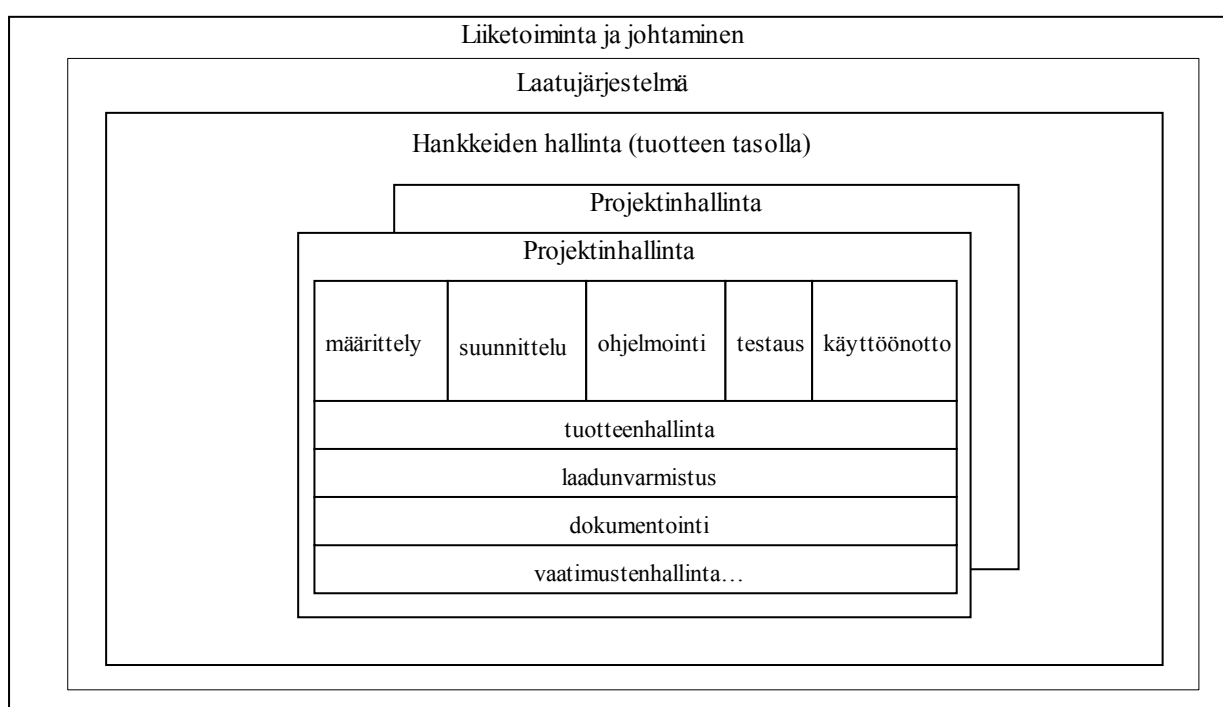 Liiketoiminta ja johtaminen
Laatujärjestelmä
Hankkeiden hallinta (tuotteen tasolla)
Projektinhallinta
Projektinhallinta
määrittely
suunnittelu
ohjelmointi
testaus
käyttöönotto
tuotteenhallinta
laadunvarmistus
dokumentointi
vaatimustenhallinta…